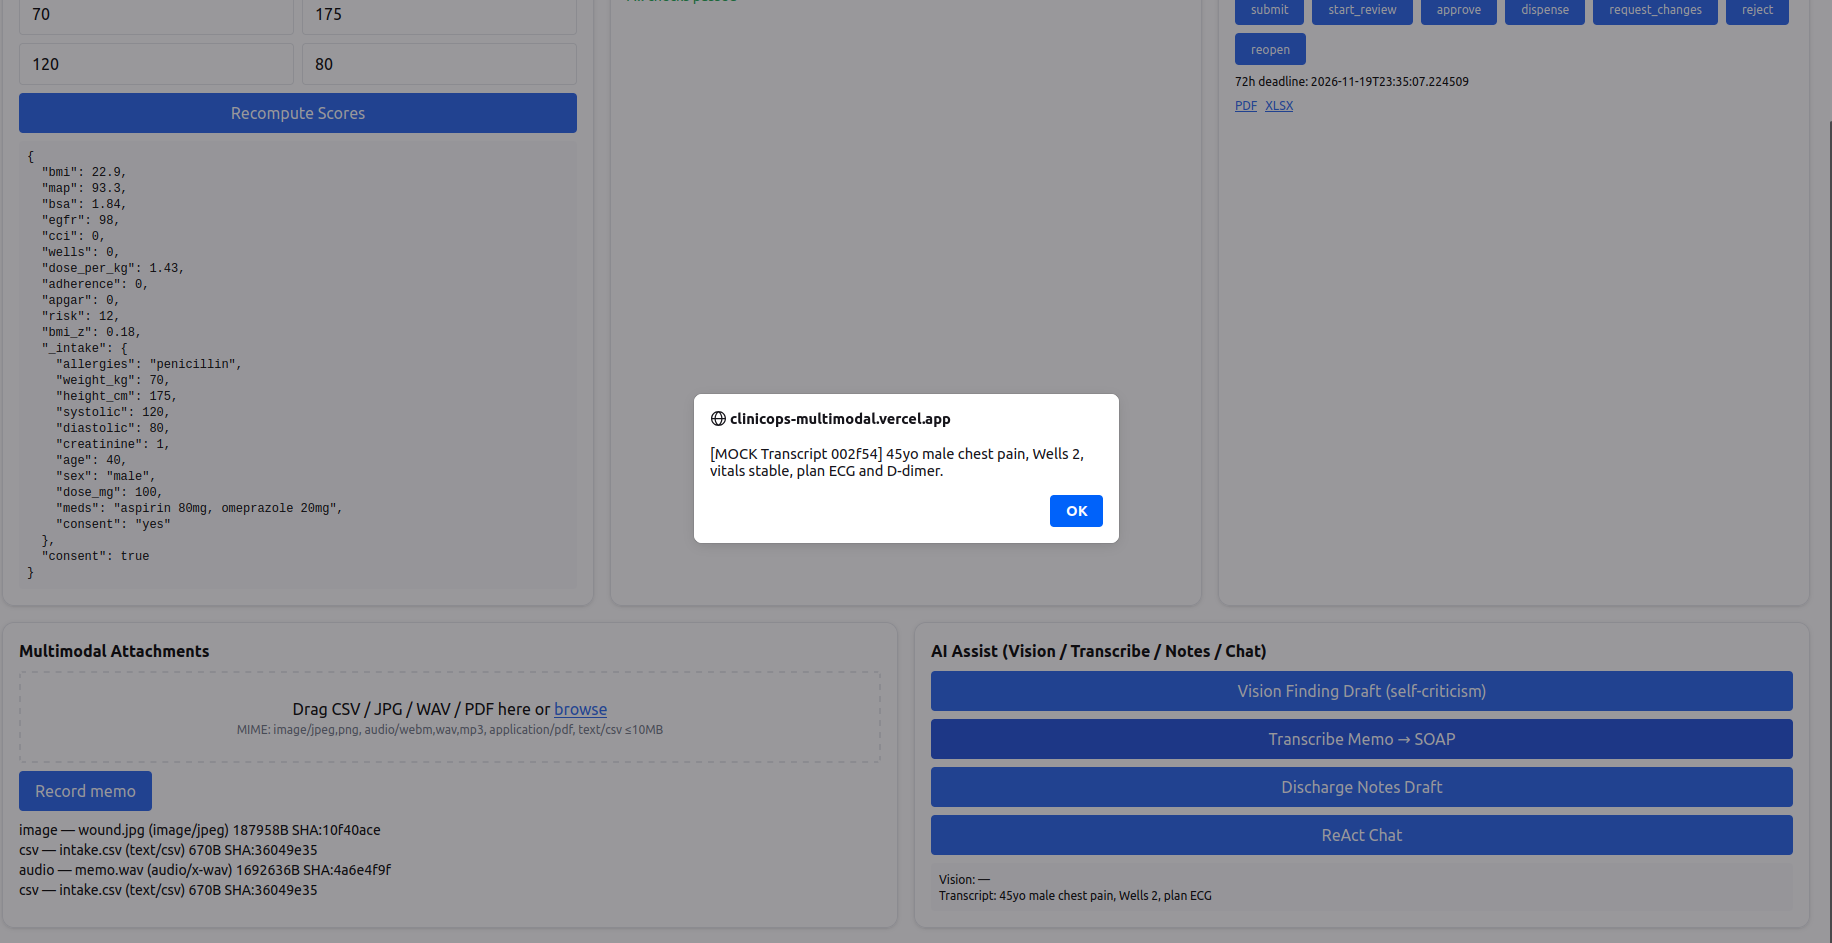 70
175
120
80
Recompute Scores
{
"bmi": 22.9,
"map": 93.3,
"bsa": 1.84,
"egfr": 98,
"cci": 0,
"wells": 0,
"dose_per_kg": 1.43,
"adherence": 0,
"apgar": 0,
"risk": 12,
"bmi_z": 0.18,
"_intake": {
"allergies": "penicillin",
"weight_kg": 70,
"height_cm": 175,
"systolic": 120,
"diastolic": 80,
"creatinine": 1,
"age": 40,
"sex": "male",
"dose_mg": 100,
"meds": "aspirin 80mg, omeprazole 20mg",
"consent": "yes"
},
"consent": true
}
submit
start_review
approve
dispense
request_changes
reject
reopen
72h deadline: 2026-11-19T23:35:07.224509
PDF XLSX
clinicops-multimodal.vercel.app
[MOCK Transcript 002f54] 45yo male chest pain, Wells 2,
vitals stable, plan ECG and D-dimer.
OK
Multimodal Attachments
Drag CSV / JPG / WAV / PDF here or browse
MIME: image/jpeg,png, audio/webm,wav,mp3, application/pdf, text/csv ≤10MB
Record memo
image — wound.jpg (image/jpeg) 187958B SHA:10f40ace
csv — intake.csv (text/csv) 670B SHA:36049e35
audio — memo.wav (audio/x-wav) 1692636B SHA:4a6e4f9f
csv — intake.csv (text/csv) 670B SHA:36049e35
AI Assist (Vision / Transcribe / Notes / Chat)
Vision Finding Draft (self-criticism)
Transcribe Memo → SOAP
Discharge Notes Draft
ReAct Chat
Vision: —
Transcript: 45yo male chest pain, Wells 2, plan ECG